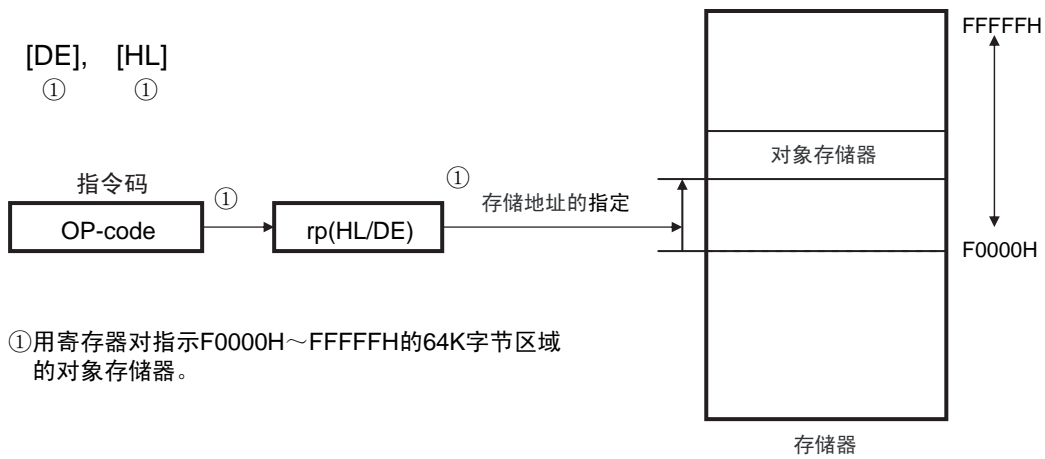 FFFFFH
[DE], [HL]
① ①
对象存储器
指令码
①
①
存储地址的指定
OP-code
rp(HL/DE)
F0000H
①用寄存器对指示F0000H～FFFFFH的64K字节区域
的对象存储器。
存储器